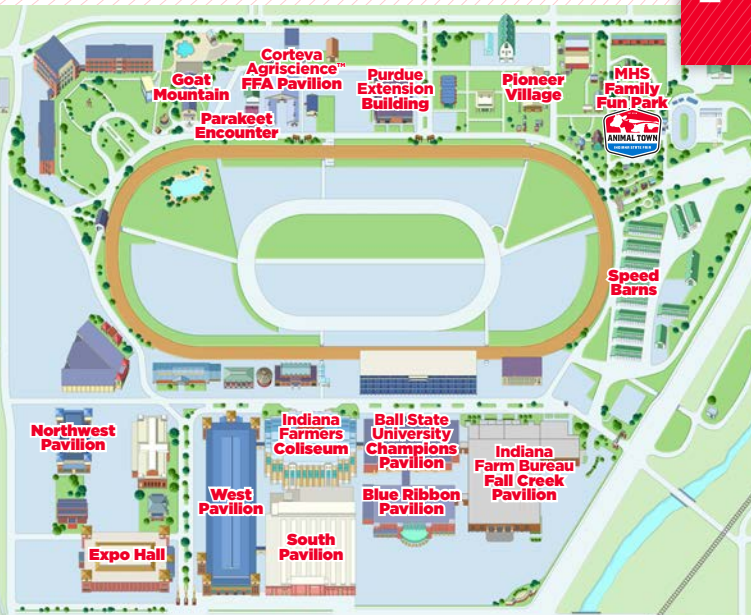 Goat
Mountain
Corteva
Agriscience™
FFA Pavilion
Parakeet
Encounter
Purdue
Extension
Building
Pioneer
Village
MHS
Family
Fun Park
ANIMAL TOWN
INDIANA STATE FAIR
Speed
Barns
Northwest
Pavilion
Expo Hall
West
Pavilion
Indiana
Farmers
Coliseum
South
Pavilion
Ball State
University
Champions
Pavilion
Blue Ribbon
Pavilion
Indiana
Farm Bureau
Fall Creek
Pavilion